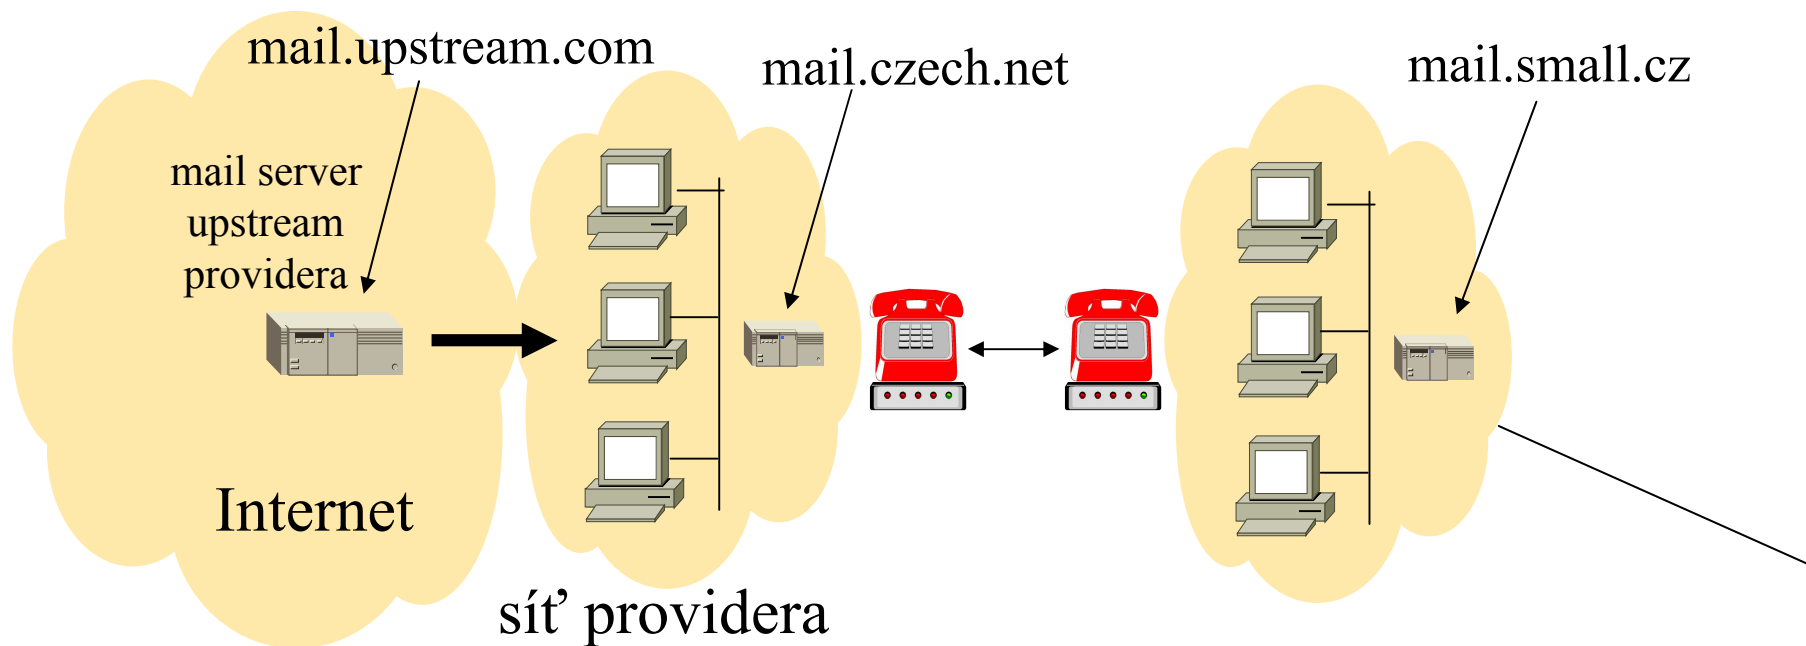 mail.upstream.com
mail.czech.net
mail.small.cz
mail server
upstream
providera
Internet
síť providera